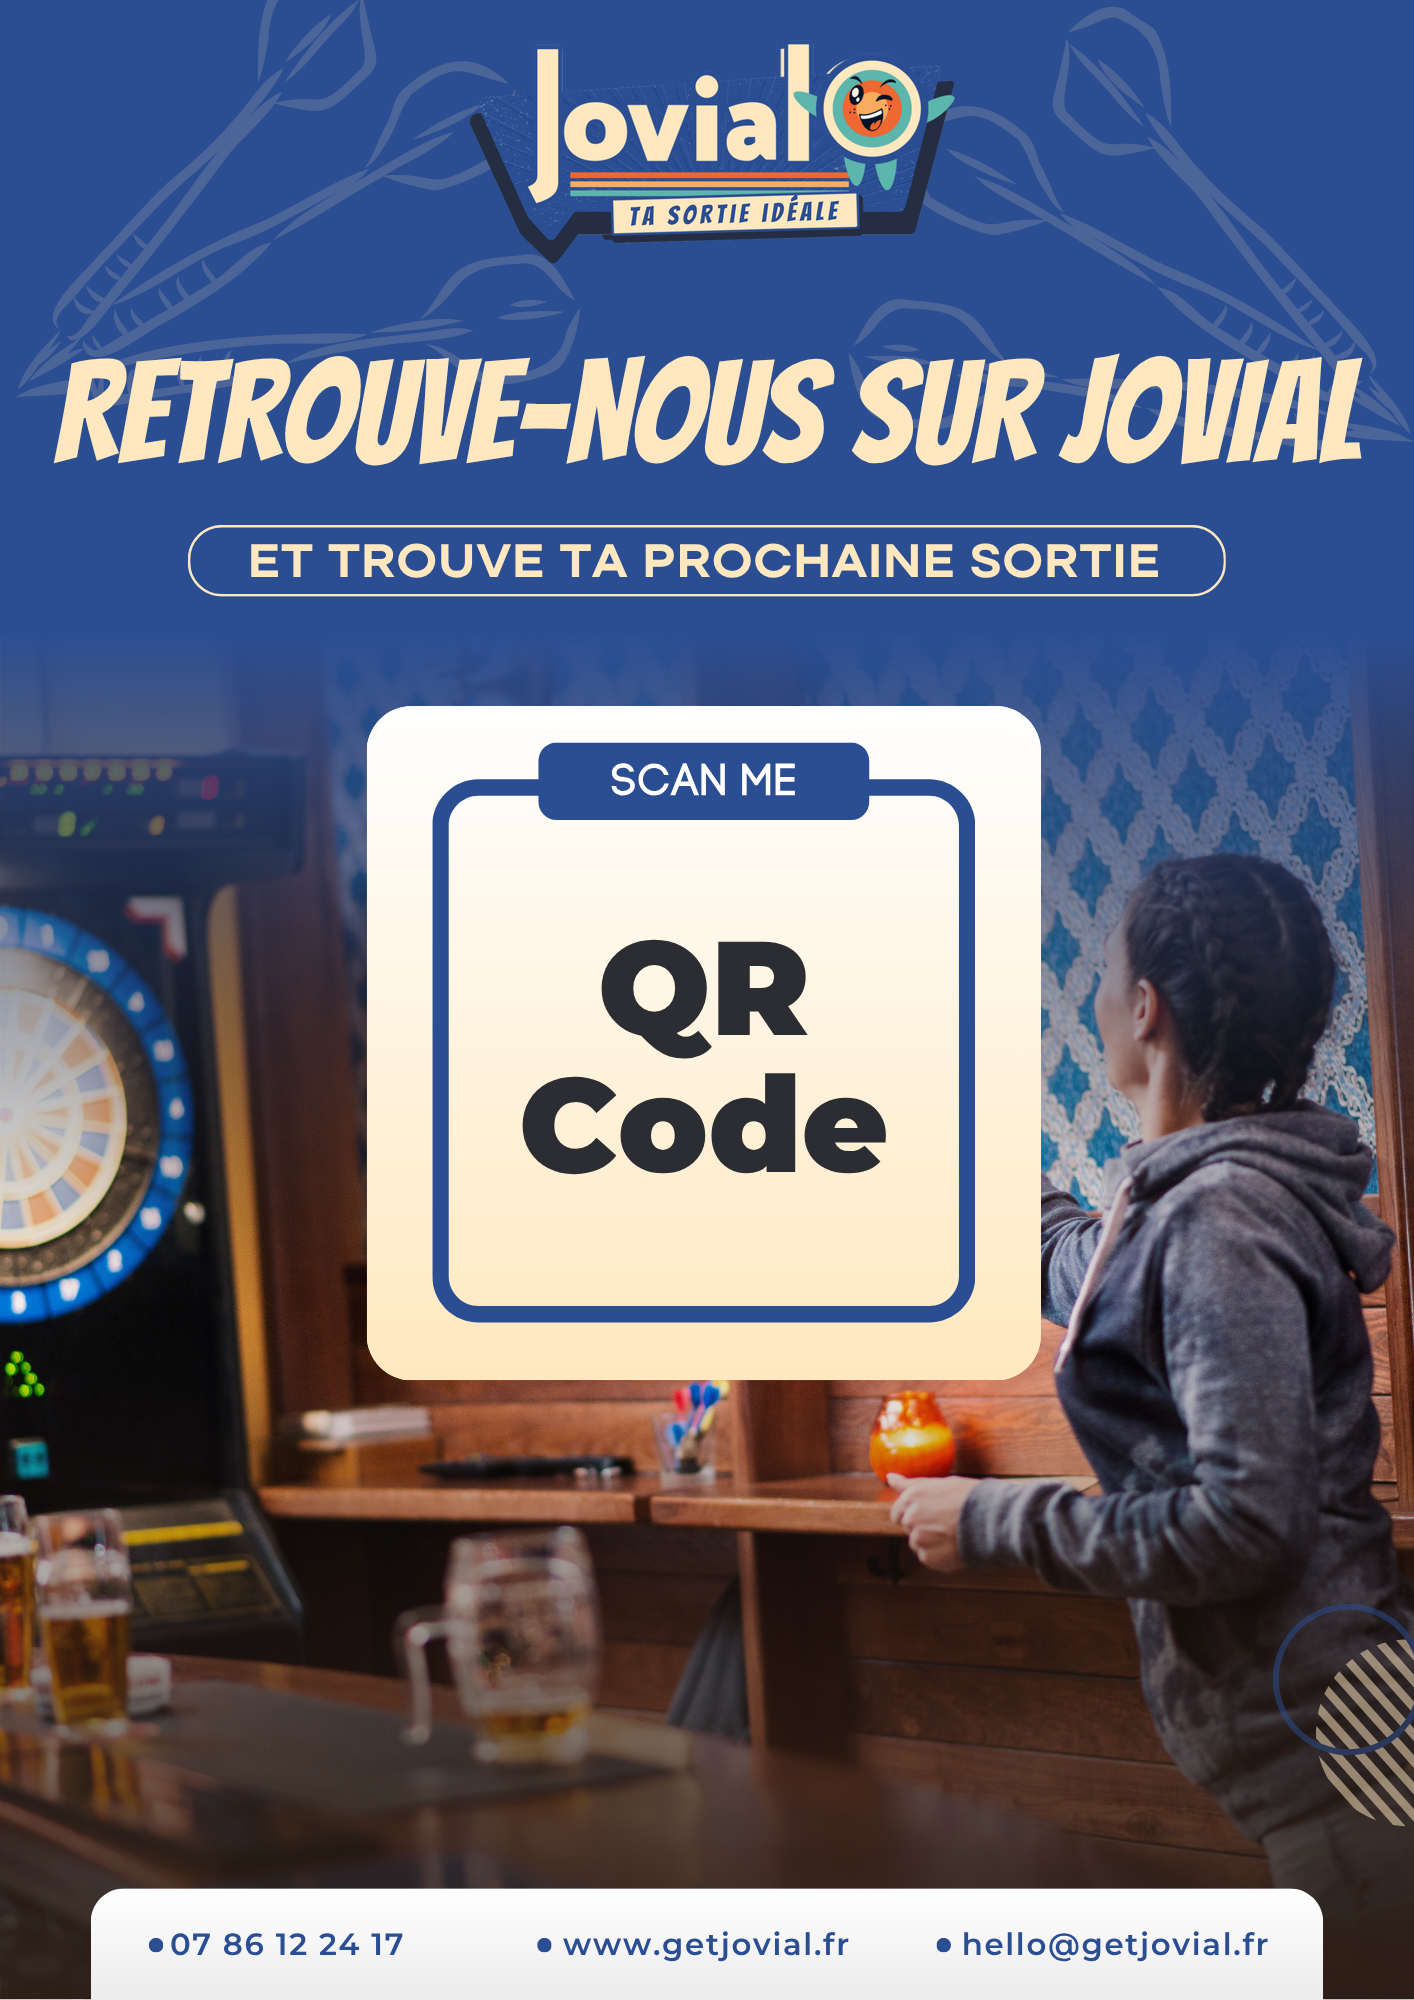 Jovial
TA SORTIE IDÉALE
RETROUVE-NOUS SUR JOVIAL
ET TROUVE TA PROCHAINE SORTIE
SCAN ME
QR
Code
• 07 86 12 24 17
• www.getjovial.fr
• hello@getjovial.fr